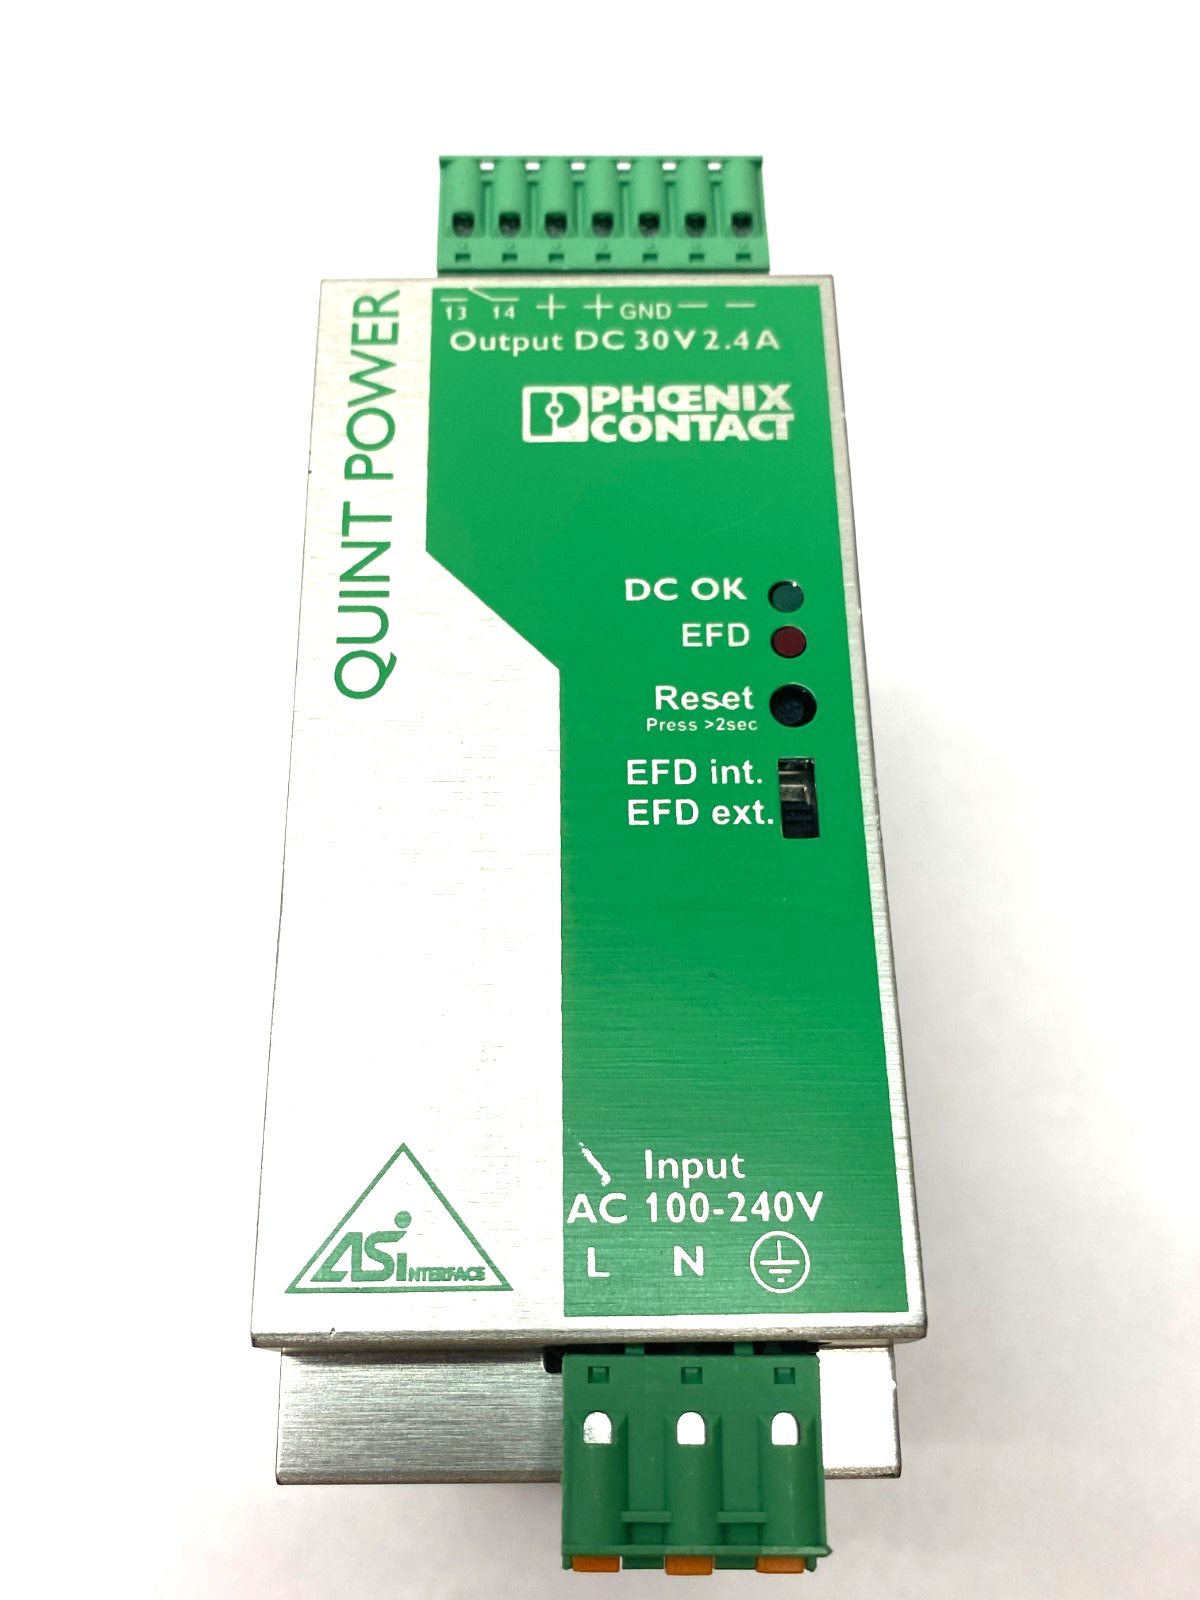 13 14 + + GND — —
Output DC 30V 2.4A
PHŒNIX
CONTACT
QUINT POWER
DC OK
EFD
Reset
Press >2sec
EFD int.
EFD ext.
Input
AC 100-240V
L N
ASi NTERFACE